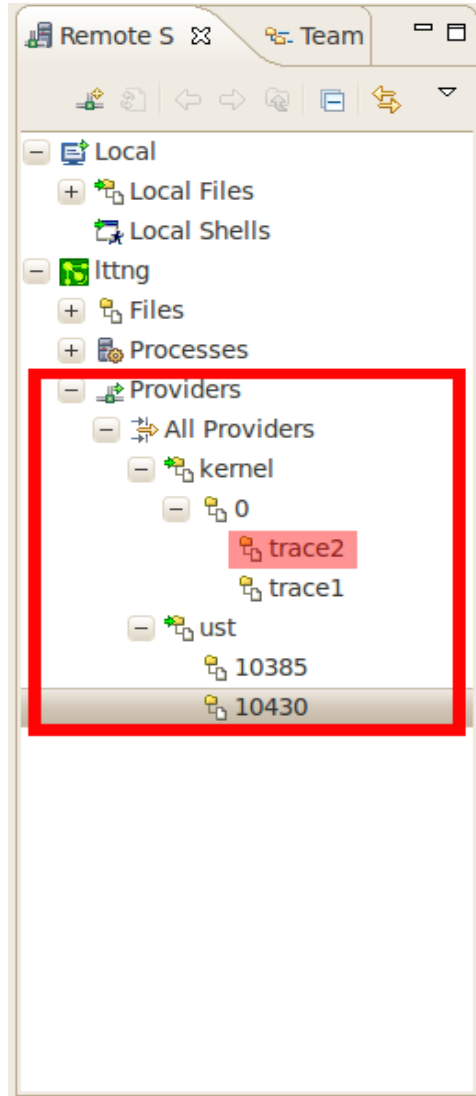 Remote S Team
Local
Local Files
Local Shells
lttng
Files
Processes
Providers
All Providers
kernel
0
trace2
trace1
ust
10385
10430